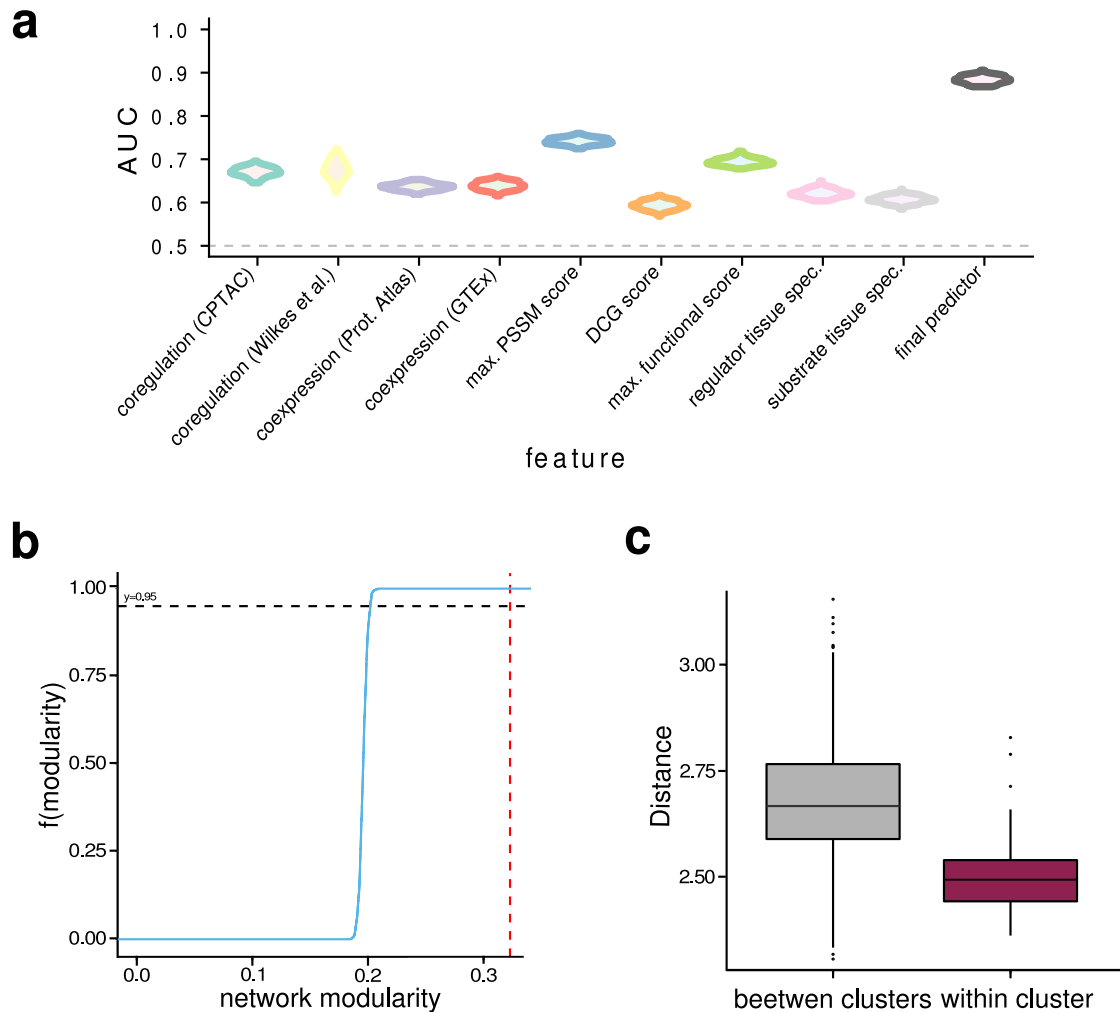 a
1.0
0.9
0.8
0.7
0.6
0.5
AUC
coregulation (CPTAC)
coregulation (Wilkes et al.)
coexpression (Prot. Atlas)
coexpression (GTEx)
max. PSSM score
DCG score
max. functional score
regulator tissue spec.
substrate tissue spec.
final predictor
feature
b
1.00
0.75
0.50
0.25
0.00
f(modularity)
y=0.95
0.0 0.1 0.2 0.3
network modularity
c
3.00
2.75
2.50
Distance
beetwen clusters within cluster